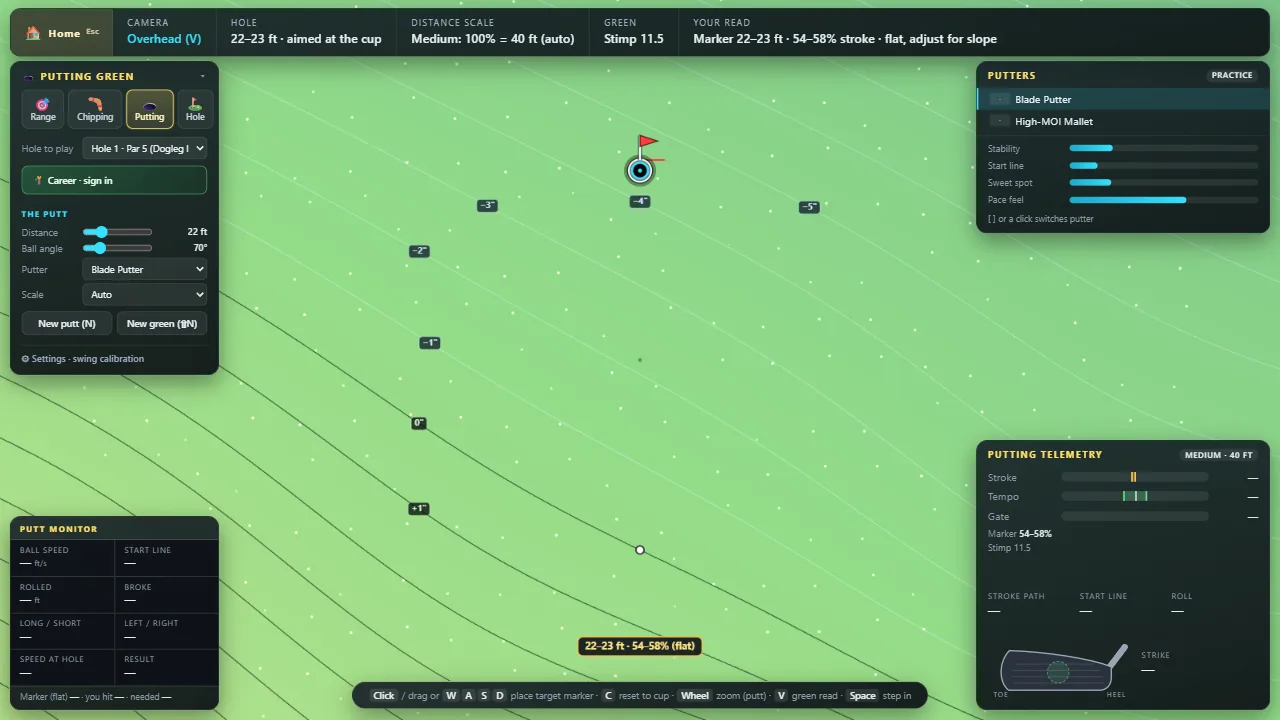 Home Esc
CAMERA
Overhead (V)
HOLE
22–23 ft · aimed at the cup
DISTANCE SCALE
Medium: 100% = 40 ft (auto)
GREEN
Stimp 11.5
YOUR READ
Marker 22–23 ft · 54–58% stroke · flat, adjust for slope
PUTTING GREEN
Range
Chipping
Putting
Hole
Hole to play
Hole 1 · Par 5 (Dogleg l
Career · sign in
THE PUTT
Distance
22 ft
Ball angle
70°
Putter
Blade Putter
Scale
Auto
New putt (N)
New green (⇧N)
Settings · swing calibration
−3"
−4"
−5"
−2"
−1"
0"
+1"
22–23 ft · 54–58% (flat)
PUTTERS
PRACTICE
Blade Putter
High-MOI Mallet
Stability
Start line
Sweet spot
Pace feel
[ ] or a click switches putter
PUTT MONITOR
BALL SPEED
— ft/s
START LINE
—
ROLLED
— ft
BROKE
—
LONG / SHORT
—
LEFT / RIGHT
—
SPEED AT HOLE
—
RESULT
—
Marker (flat) — · you hit — · needed —
PUTTING TELEMETRY
MEDIUM · 40 FT
Stroke
—
Tempo
—
Gate
—
Marker 54–58%
Stimp 11.5
STROKE PATH
—
START LINE
—
ROLL
—
STRIKE
—
TOE
HEEL
Click / drag or W A S D place target marker · C reset to cup · Wheel zoom (putt) · V green read · Space step in